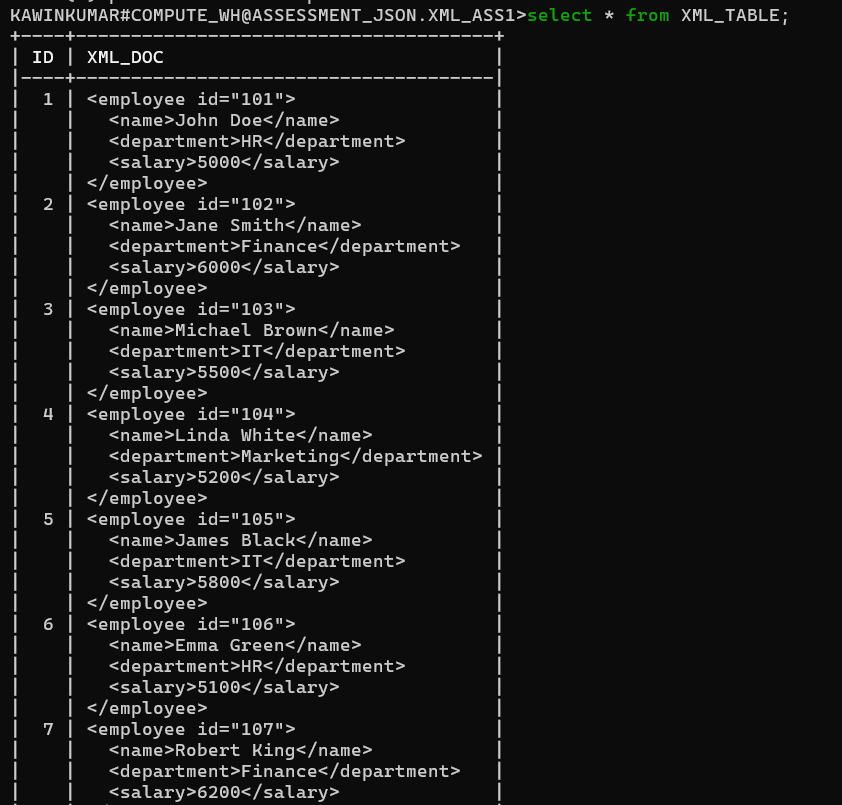 KAWINKUMAR#COMPUTE_WH@ASSESSMENT_JSON.XML_ASS1>select * from XML_TABLE;
+----+--------------------------------------+
| ID | XML_DOC                              |
|----+--------------------------------------|
|  1 | <employee id="101">                  |
|    |   <name>John Doe</name>              |
|    |   <department>HR</department>        |
|    |   <salary>5000</salary>              |
|    | </employee>                          |
|  2 | <employee id="102">                  |
|    |   <name>Jane Smith</name>            |
|    |   <department>Finance</department>   |
|    |   <salary>6000</salary>              |
|    | </employee>                          |
|  3 | <employee id="103">                  |
|    |   <name>Michael Brown</name>         |
|    |   <department>IT</department>        |
|    |   <salary>5500</salary>              |
|    | </employee>                          |
|  4 | <employee id="104">                  |
|    |   <name>Linda White</name>           |
|    |   <department>Marketing</department> |
|    |   <salary>5200</salary>              |
|    | </employee>                          |
|  5 | <employee id="105">                  |
|    |   <name>James Black</name>           |
|    |   <department>IT</department>        |
|    |   <salary>5800</salary>              |
|    | </employee>                          |
|  6 | <employee id="106">                  |
|    |   <name>Emma Green</name>            |
|    |   <department>HR</department>        |
|    |   <salary>5100</salary>              |
|    | </employee>                          |
|  7 | <employee id="107">                  |
|    |   <name>Robert King</name>           |
|    |   <department>Finance</department>   |
|    |   <salary>6200</salary>              |